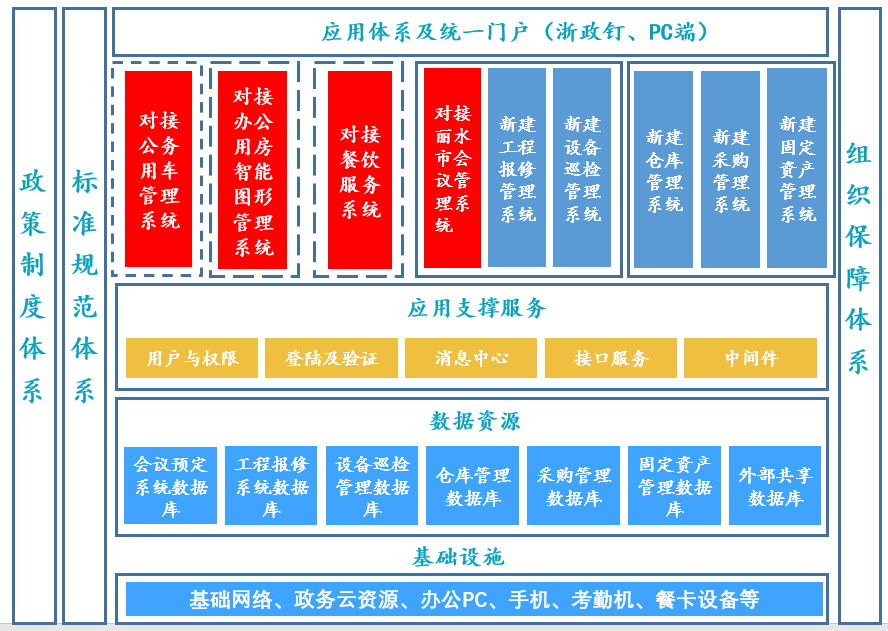 应用体系及统一门户（浙政钉、PC端）
政
策
制
度
体
系
标
准
规
范
体
系
对接
公务
用车
管理
系统
对接
办公
用房
智能
图形
管理
系统
对接
餐饮
服务
系统
对接
丽水
市会
议管
理系
统
新建
工程
报修
管理
系统
新建
设备
巡检
管理
系统
新建
仓库
管理
系统
新建
采购
管理
系统
新建
固定
资产
管理
系统
组
织
保
障
体
系
应用支撑服务
用户与权限
登陆及验证
消息中心
接口服务
中间件
数据资源
会议预定
系统数据
库
工程报修
系统数据
库
设备巡检
管理数据
库
仓库管理
数据库
采购管理
数据库
固定资产
管理数据
库
外部共享
数据库
基础设施
基础网络、政务云资源、办公PC、手机、考勤机、餐卡设备等